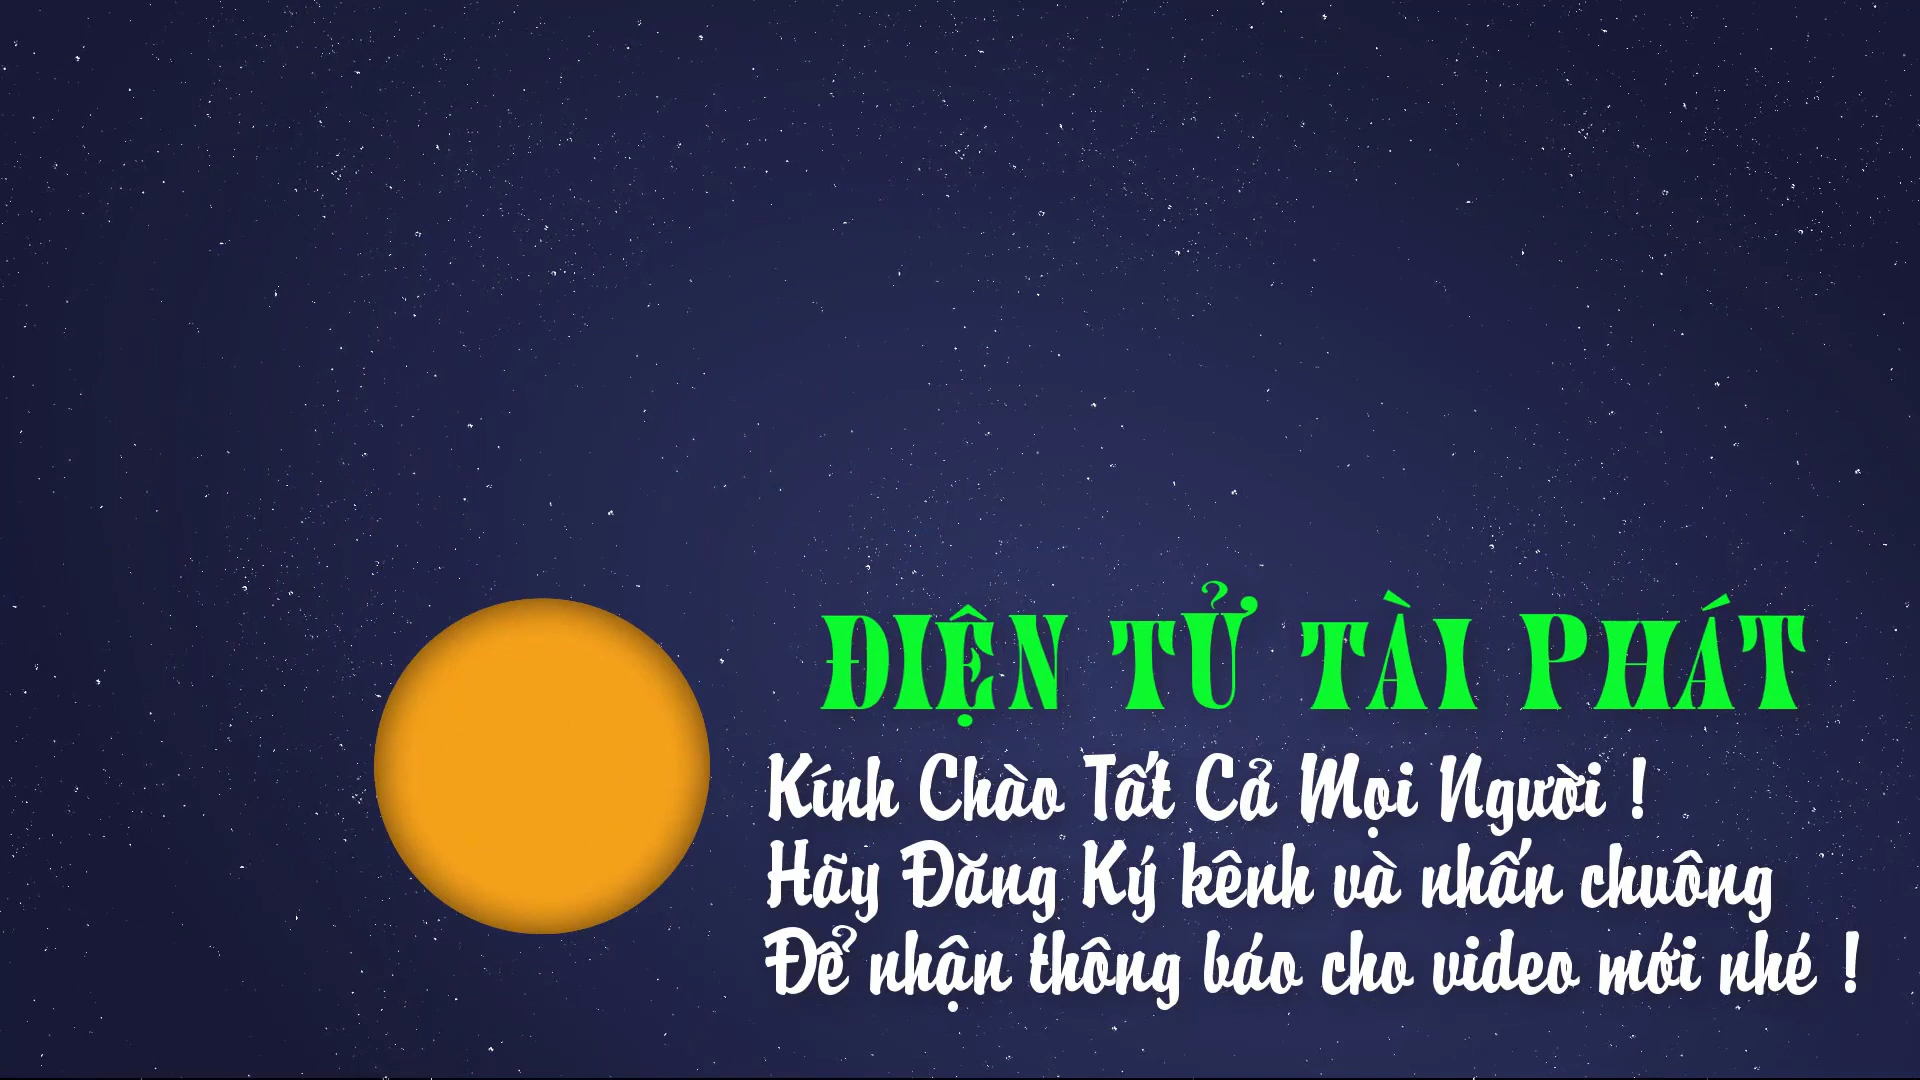 ĐIỆN TỬ TÀI PHÁT
Kính Chào Tất Cả Mọi Người !
Hãy Đăng Ký kênh và nhấn chuông
Để nhận thông báo cho video mới nhé !